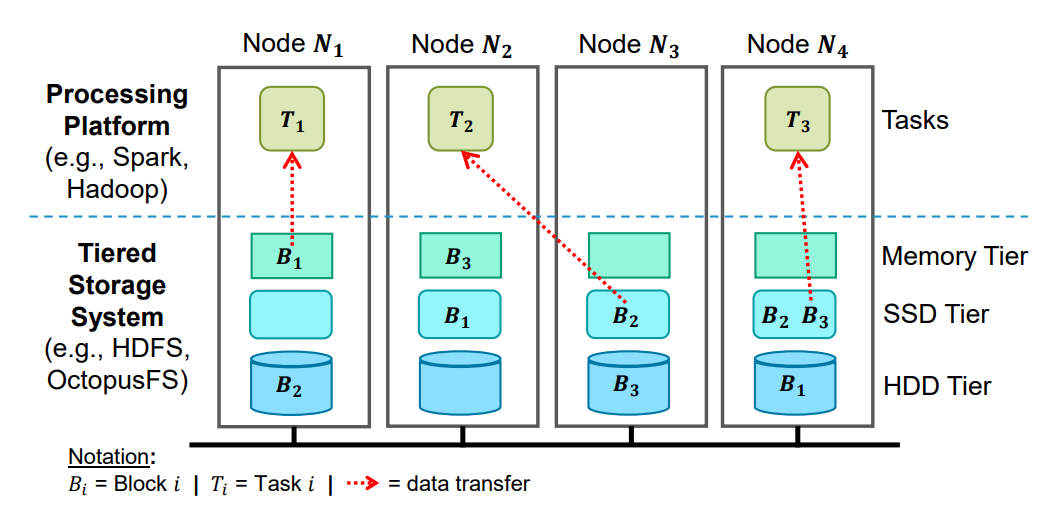 Node N₁
Node N₂
Node N₃
Node N₄
Processing
Platform
(e.g., Spark,
Hadoop)
T₁
T₂
T₃
Tasks
Tiered
Storage
System
(e.g., HDFS,
OctopusFS)
B₁
B₃
Memory Tier
B₁
B₂
B₂ B₃
SSD Tier
B₂
B₃
B₁
HDD Tier
Notation:
Bᵢ = Block i | Tᵢ = Task i | = data transfer